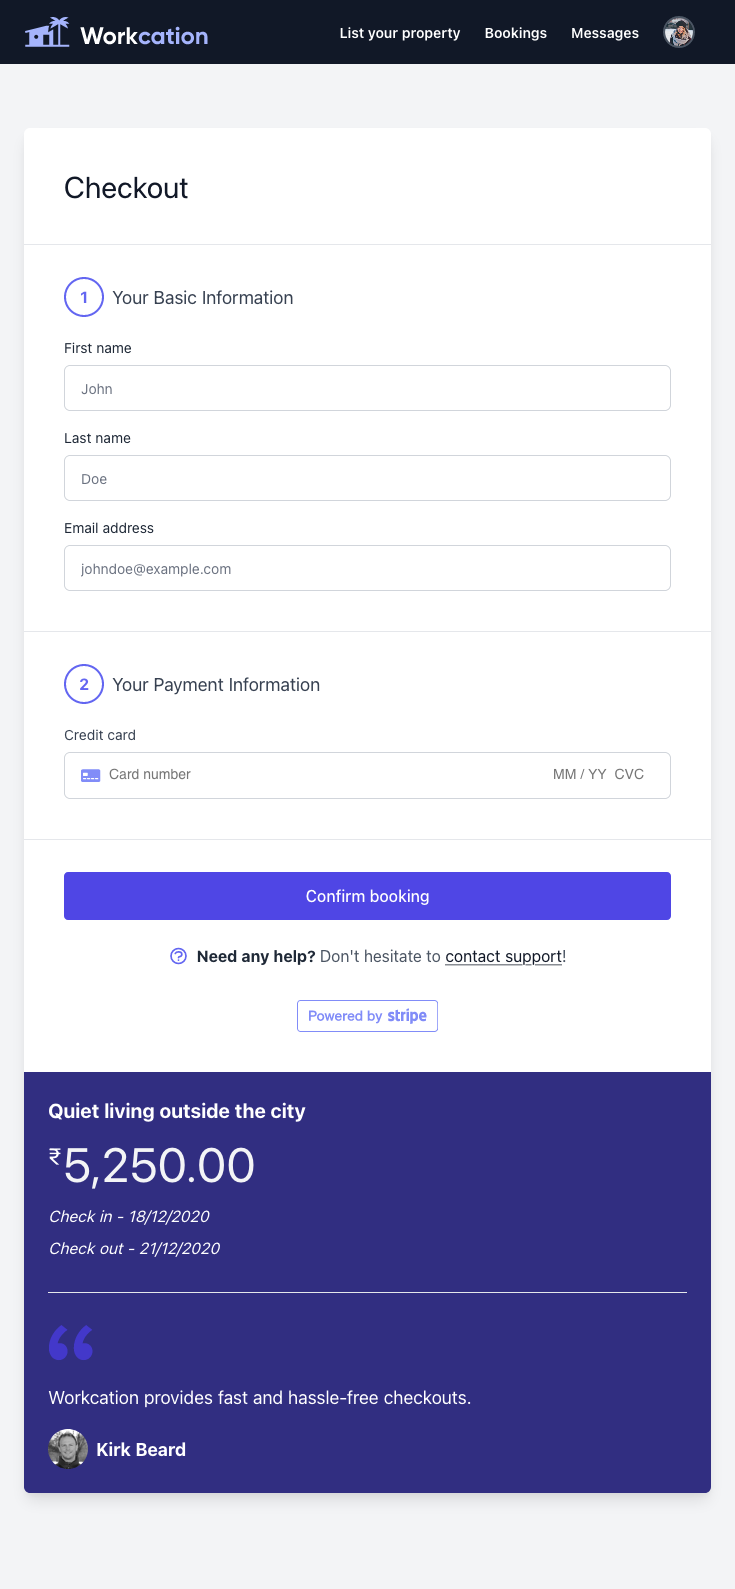 Workcation
List your property Bookings Messages
Checkout
1 Your Basic Information
First name
John
Last name
Doe
Email address
johndoe@example.com
2 Your Payment Information
Credit card
Card number MM / YY CVC
Confirm booking
Need any help? Don't hesitate to contact support!
Powered by stripe
Quiet living outside the city
₹5,250.00
Check in - 18/12/2020
Check out - 21/12/2020
“
Workcation provides fast and hassle-free checkouts.
Kirk Beard